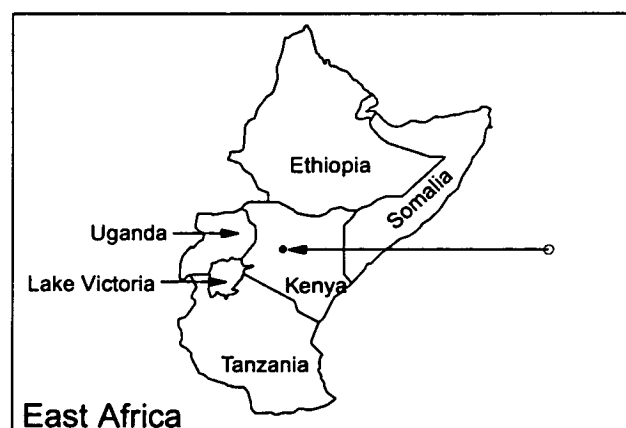 Ethiopia
Somalia
Uganda
Lake Victoria
Kenya
Tanzania
East Africa